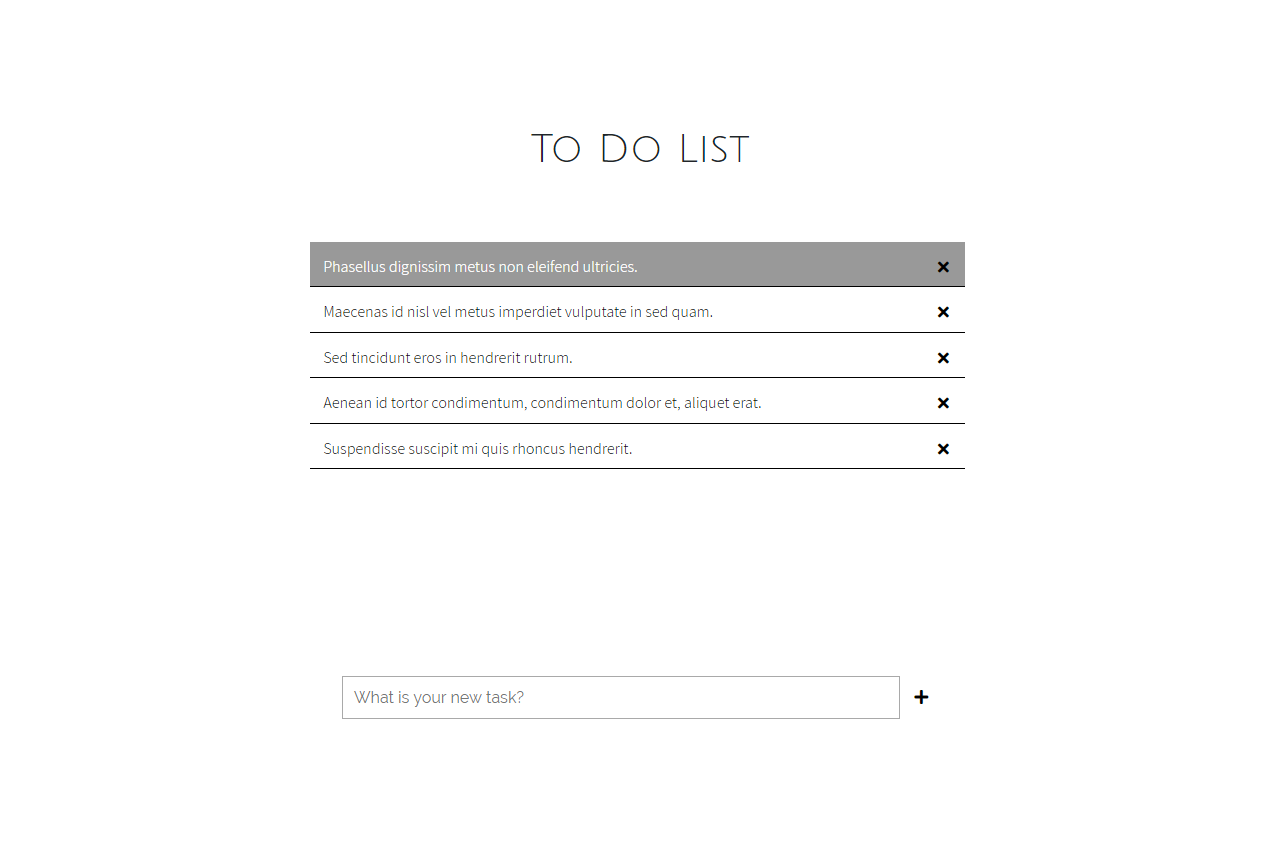 To Do List
Phasellus dignissim metus non eleifend ultricies.
Maecenas id nisl vel metus imperdiet vulputate in sed quam.
Sed tincidunt eros in hendrerit rutrum.
Aenean id tortor condimentum, condimentum dolor et, aliquet erat.
Suspendisse suscipit mi quis rhoncus hendrerit.
What is your new task?